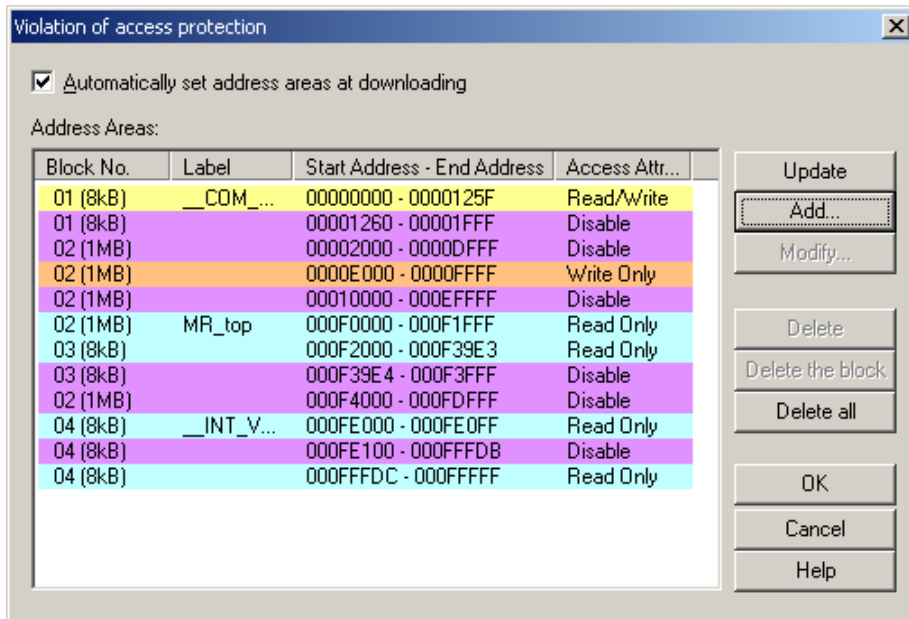 Violation of access protection
Automatically set address areas at downloading
Address Areas:
Block No. Label Start Address - End Address Access Attr...
01 (8kB) __COM_... 00000000 - 0000125F Read/Write
01 (8kB) 00001260 - 00001FFF Disable
02 (1MB) 00002000 - 0000DFFF Disable
02 (1MB) 0000E000 - 0000FFFF Write Only
02 (1MB) 00010000 - 000EFFFF Disable
02 (1MB) MR_top 000F0000 - 000F1FFF Read Only
03 (8kB) 000F2000 - 000F39E3 Read Only
03 (8kB) 000F39E4 - 000F3FFF Disable
02 (1MB) 000F4000 - 000FDFFF Disable
04 (8kB) __INT_V... 000FE000 - 000FE0FF Read Only
04 (8kB) 000FE100 - 000FFFDB Disable
04 (8kB) 000FFFDC - 000FFFFF Read Only
Update
Add...
Modify...
Delete
Delete the block
Delete all
OK
Cancel
Help